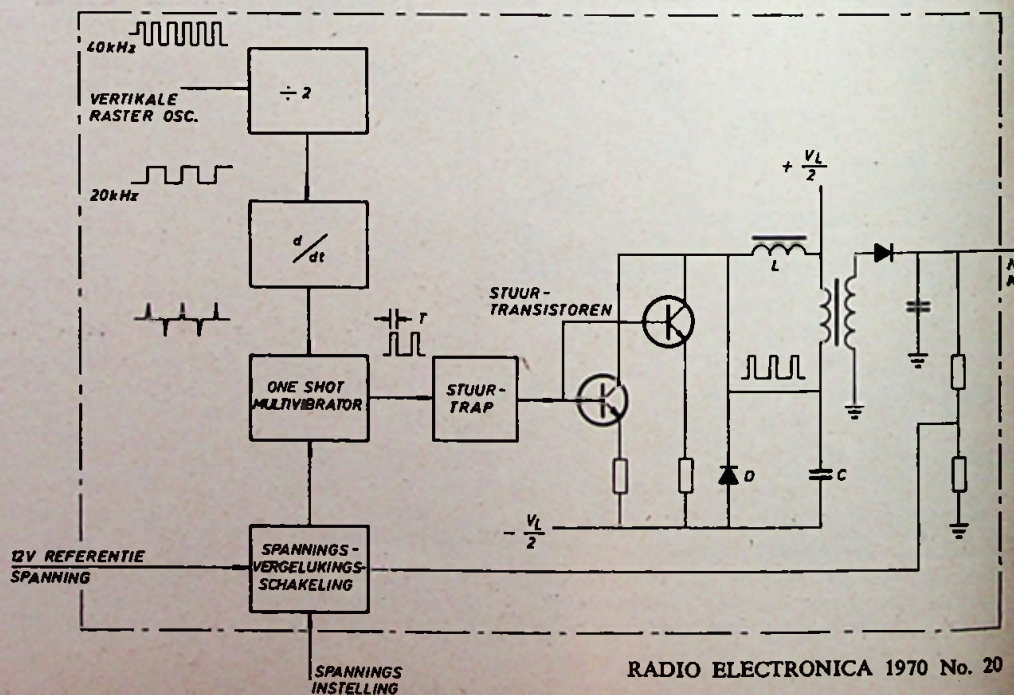 40kHz
÷ 2
VERTIKALE
RASTER OSC.
+ VL/2
20kHz
d/dt
L
STUUR-
TRANSISTOREN
T
ONE SHOT
MULTIVIBRATOR
STUUR-
TRAP
D
C
- VL/2
12V REFERENTIE
SPANNING
SPANNINGS-
VERGELIJKINGS-
SCHAKELING
SPANNINGS
INSTELLING
RADIO ELECTRONICA 1970 No. 20